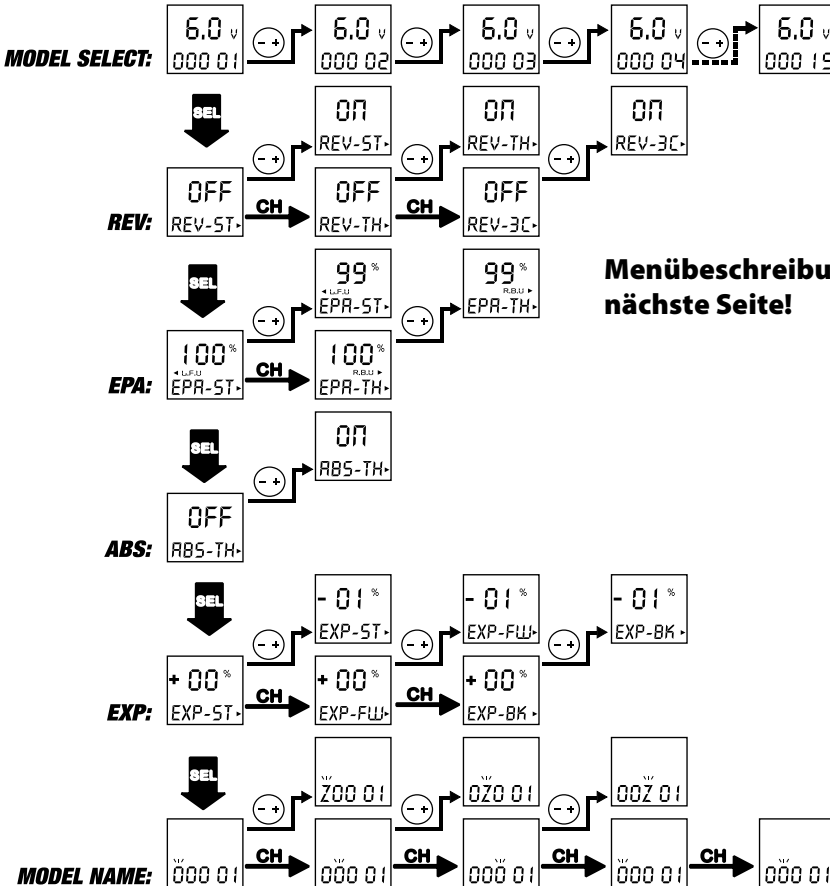 6.0 V 6.0 V 6.0 V 6.0 V 6.0 V
MODEL SELECT: 000 01 - + 000 02 - + 000 03 - + 000 04 - + 000 15
SEL
ON ON ON
REV-ST REV-TH REV-3C
- + - + - +
OFF OFF OFF
REV: REV-ST CH REV-TH CH REV-3C
Menübeschreibu
nächste Seite!
SEL
99% 99%
L.F.U R.B.U
EPA-ST EPA-TH
- + - +
100% 100%
L.F.U R.B.U
EPA: EPA-ST CH EPA-TH
SEL
ON
ABS-TH
- +
OFF
ABS: ABS-TH
SEL
- 01% - 01% - 01%
EXP-ST EXP-FW EXP-BK
- + - + - +
+ 00% + 00% + 00%
EXP: EXP-ST CH EXP-FW CH EXP-BK
SEL
Z00 01 0Z0 01 00Z 01
- + - + - +
MODEL NAME: 000 01 CH 000 01 CH 000 01 CH 000 01 CH 000 01